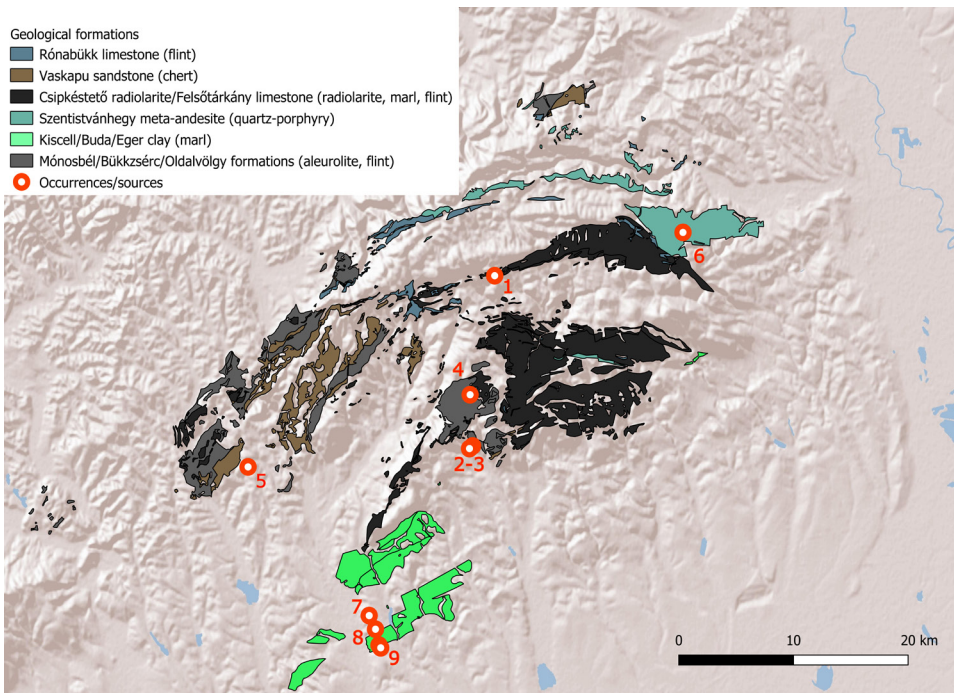 Geological formations
Rónabükk limestone (flint)
Vaskapu sandstone (chert)
Csipkéstető radiolarite/Felsőtárkány limestone (radiolarite, marl, flint)
Szentistvánhegy meta-andesite (quartz-porphyry)
Kiscell/Buda/Eger clay (marl)
Mónosbél/Bükkzsérc/Oldalvölgy formations (aleurolite, flint)
Occurrences/sources
6
1
4
2-3
5
7
8
9
0 10 20 km